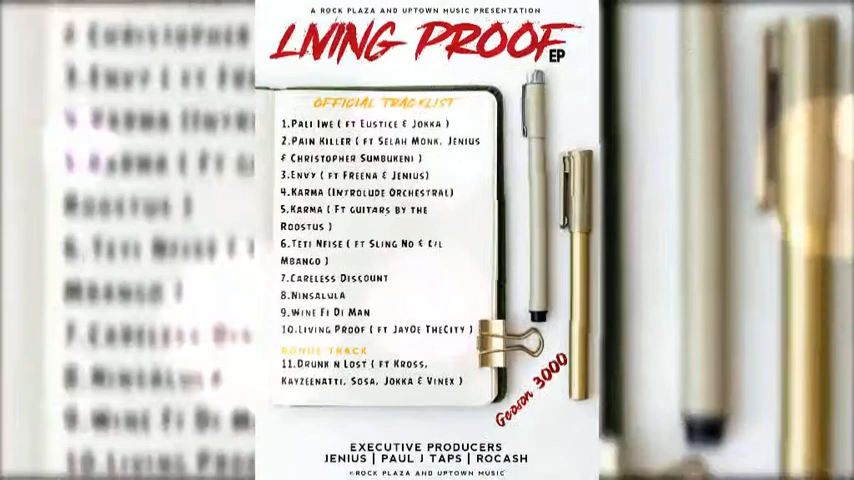 A ROCK PLAZA AND UPTOWN MUSIC PRESENTATION
LIVING PROOF
EP
OFFICIAL TRACKLIST
1.PALI IWE ( FT EUSTICE & JOKKA )
2.PAIN KILLER ( FT SELAH MONK, JENIUS
& CHRISTOPHER SUMBUKENI )
3.ENVY ( FT FREENA & JENIUS)
4.KARMA (INTROLUDE ORCHESTRAL)
5.KARMA ( FT GUITARS BY THE
ROOSTUS )
6.TETI NFISE ( FT SLING NO & LIL
MBANGO )
7.CARELESS DISCOUNT
8.NINSALULA
9.WINE FI DI MAN
10.LIVING PROOF ( FT JAYOE THECITY )
BONUS TRACK
11.DRUNK N LOST ( FT KROSS,
KAYZEENATTI, SOSA, JOKKA & VINEX )
Geason 3000
EXECUTIVE PRODUCERS
JENIUS | PAUL J TAPS | ROCASH
©ROCK PLAZA AND UPTOWN MUSIC